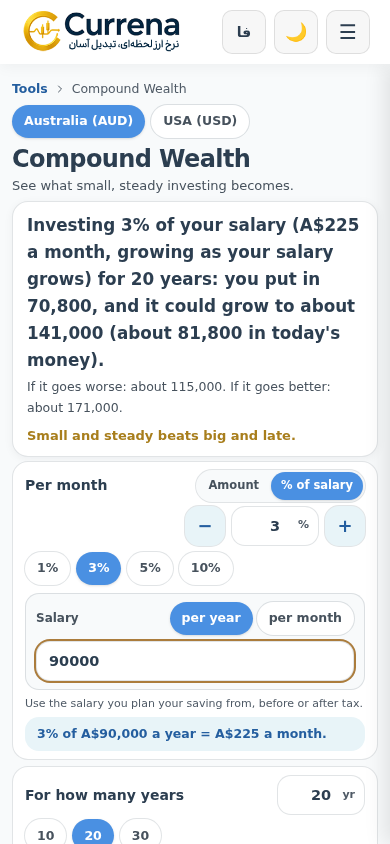 Currena
نرخ ارز لحظه‌ای، تبدیل آسان
فا
Tools > Compound Wealth
Australia (AUD) USA (USD)
Compound Wealth
See what small, steady investing becomes.
Investing 3% of your salary (A$225
a month, growing as your salary
grows) for 20 years: you put in
70,800, and it could grow to about
141,000 (about 81,800 in today's
money).
If it goes worse: about 115,000. If it goes better:
about 171,000.
Small and steady beats big and late.
Per month Amount % of salary
− 3 % +
1% 3% 5% 10%
Salary per year per month
90000
Use the salary you plan your saving from, before or after tax.
3% of A$90,000 a year = A$225 a month.
For how many years 20 yr
10 20 30